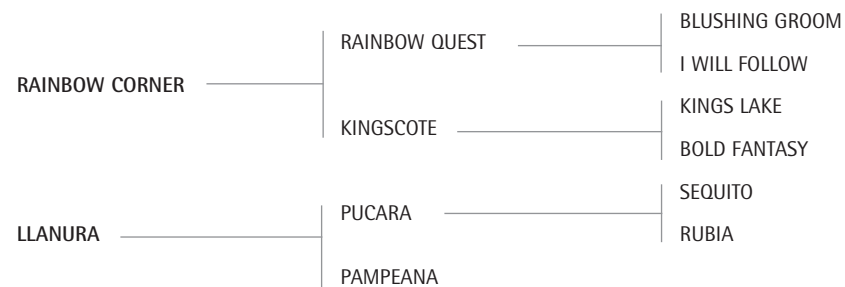 BLUSHING GROOM
RAINBOW QUEST
I WILL FOLLOW
RAINBOW CORNER
KINGS LAKE
KINGSCOTE
BOLD FANTASY
SEQUITO
PUCARA
LLANURA
RUBIA
PAMPEANA